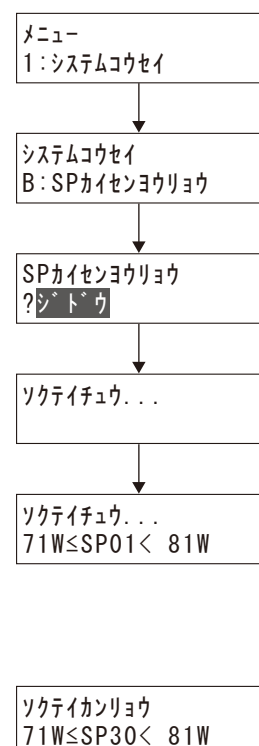 メニュー
1:システムコウセイ
システムコウセイ
B:SPカイセンヨウリョウ
SPカイセンヨウリョウ
?ジドウ
ソクテイチュウ...
ソクテイチュウ...
71W≤SP01< 81W
ソクテイカンリョウ
71W≤SP30< 81W